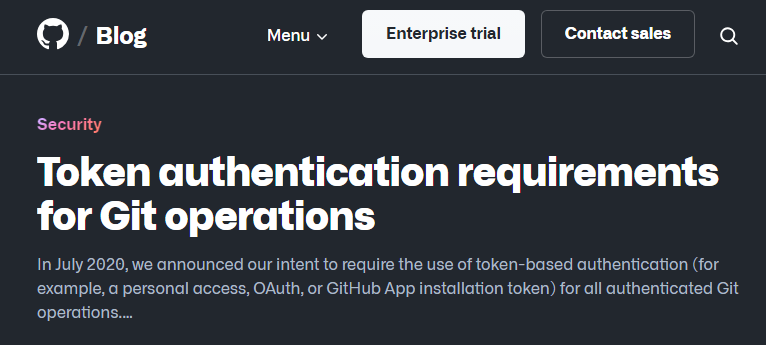 / Blog Menu Enterprise trial Contact sales
Security
Token authentication requirements
for Git operations
In July 2020, we announced our intent to require the use of token-based authentication (for
example, a personal access, OAuth, or GitHub App installation token) for all authenticated Git
operations....